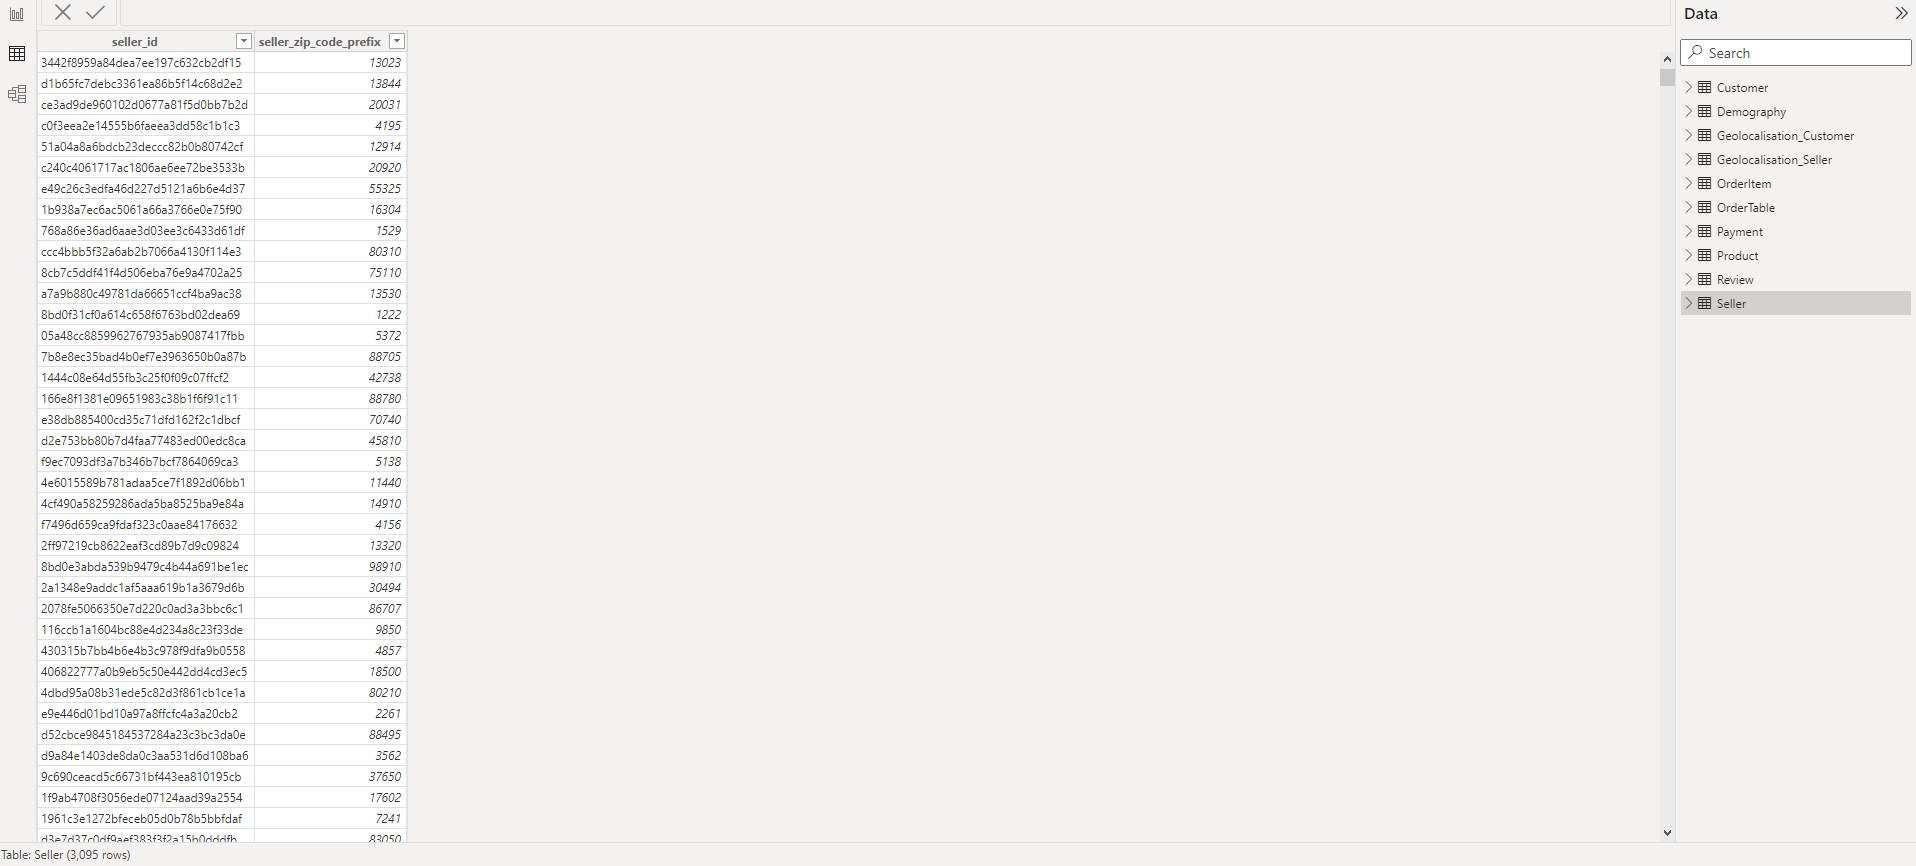 Data
Search
seller_id seller_zip_code_prefix
3442f8959a84dea7ee197c632cb2df15 13023
d1b65fc7debc3361ea86b5f14c68d2e2 13844
ce3ad9de960102d0677a81f5d0bb7b2d 20031
c0f3eea2e14555b6faeea3dd58c1b1c3 4195
51a04a8a6bdcb23deccc82b0b80742cf 12914
c240c4061717ac1806ae6ee72be3533b 20920
e49c26c3edfa46d227d5121a6b6e4d37 55325
1b938a7ec6ac5061a66a3766e0e75f90 16304
768a86e36ad6aae3d03ee3c6433d61df 1529
ccc4bbb5f32a6ab2b7066a4130f114e3 80310
8cb7c5ddf41f4d506eba76e9a4702a25 75110
a7a9b880c49781da66651ccf4ba9ac38 13530
8bd0f31cf0a614c658f6763bd02dea69 1222
05a48cc8859962767935ab9087417fbb 5372
7b8e8ec35bad4b0ef7e3963650b0a87b 88705
1444c08e64d55fb3c25f0f09c07ffcf2 42738
166e8f1381e09651983c38b1f6f91c11 88780
e38db885400cd35c71dfd162f2c1dbcf 70740
d2e753bb80b7d4faa77483ed00edc8ca 45810
f9ec7093df3a7b346b7bcf7864069ca3 5138
4e6015589b781adaa5ce7f1892d06bb1 11440
4cf490a58259286ada5ba8525ba9e84a 14910
f7496d659ca9fdaf323c0aae84176632 4156
2ff97219cb8622eaf3cd89b7d9c09824 13320
8bd0e3abda539b9479c4b44a691be1ec 98910
2a1348e9addc1af5aaa619b1a3679d6b 30494
2078fe5066350e7d220c0ad3a3bbc6c1 86707
116ccb1a1604bc88e4d234a8c23f33de 9850
430315b7bb4b6e4b3c978f9dfa9b0558 4857
406822777a0b9eb5c50e442dd4cd3ec5 18500
4dbd95a08b31ede5c82d3f861cb1ce1a 80210
e9e446d01bd10a97a8ffcfc4a3a20cb2 2261
d52cbce9845184537284a23c3bc3da0e 88495
d9a84e1403de8da0c3aa531d6d108ba6 3562
9c690ceacd5c66731bf443ea810195cb 37650
1f9ab4708f3056ede07124aad39a2554 17602
1961c3e1272bfeceb05d0b78b5bbfdaf 7241
d3e7d37c0df9aef383f3f2a15b0dddfb 83050
Customer
Demography
Geolocalisation_Customer
Geolocalisation_Seller
OrderItem
OrderTable
Payment
Product
Review
Seller
Table: Seller (3,095 rows)